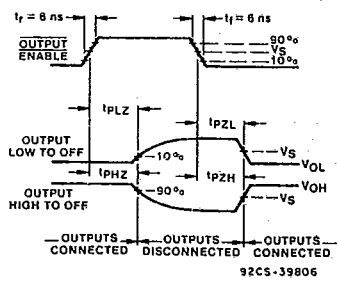 tr = 6 ns
tf = 6 ns
OUTPUT
ENABLE
90%
VS
10%
tPLZ
tPZL
OUTPUT
LOW TO OFF
10%
VS
VOL
tPHZ
tPZH
VOH
OUTPUT
HIGH TO OFF
90%
VS
OUTPUTS
CONNECTED
OUTPUTS
DISCONNECTED
OUTPUTS
CONNECTED
92CS-39806